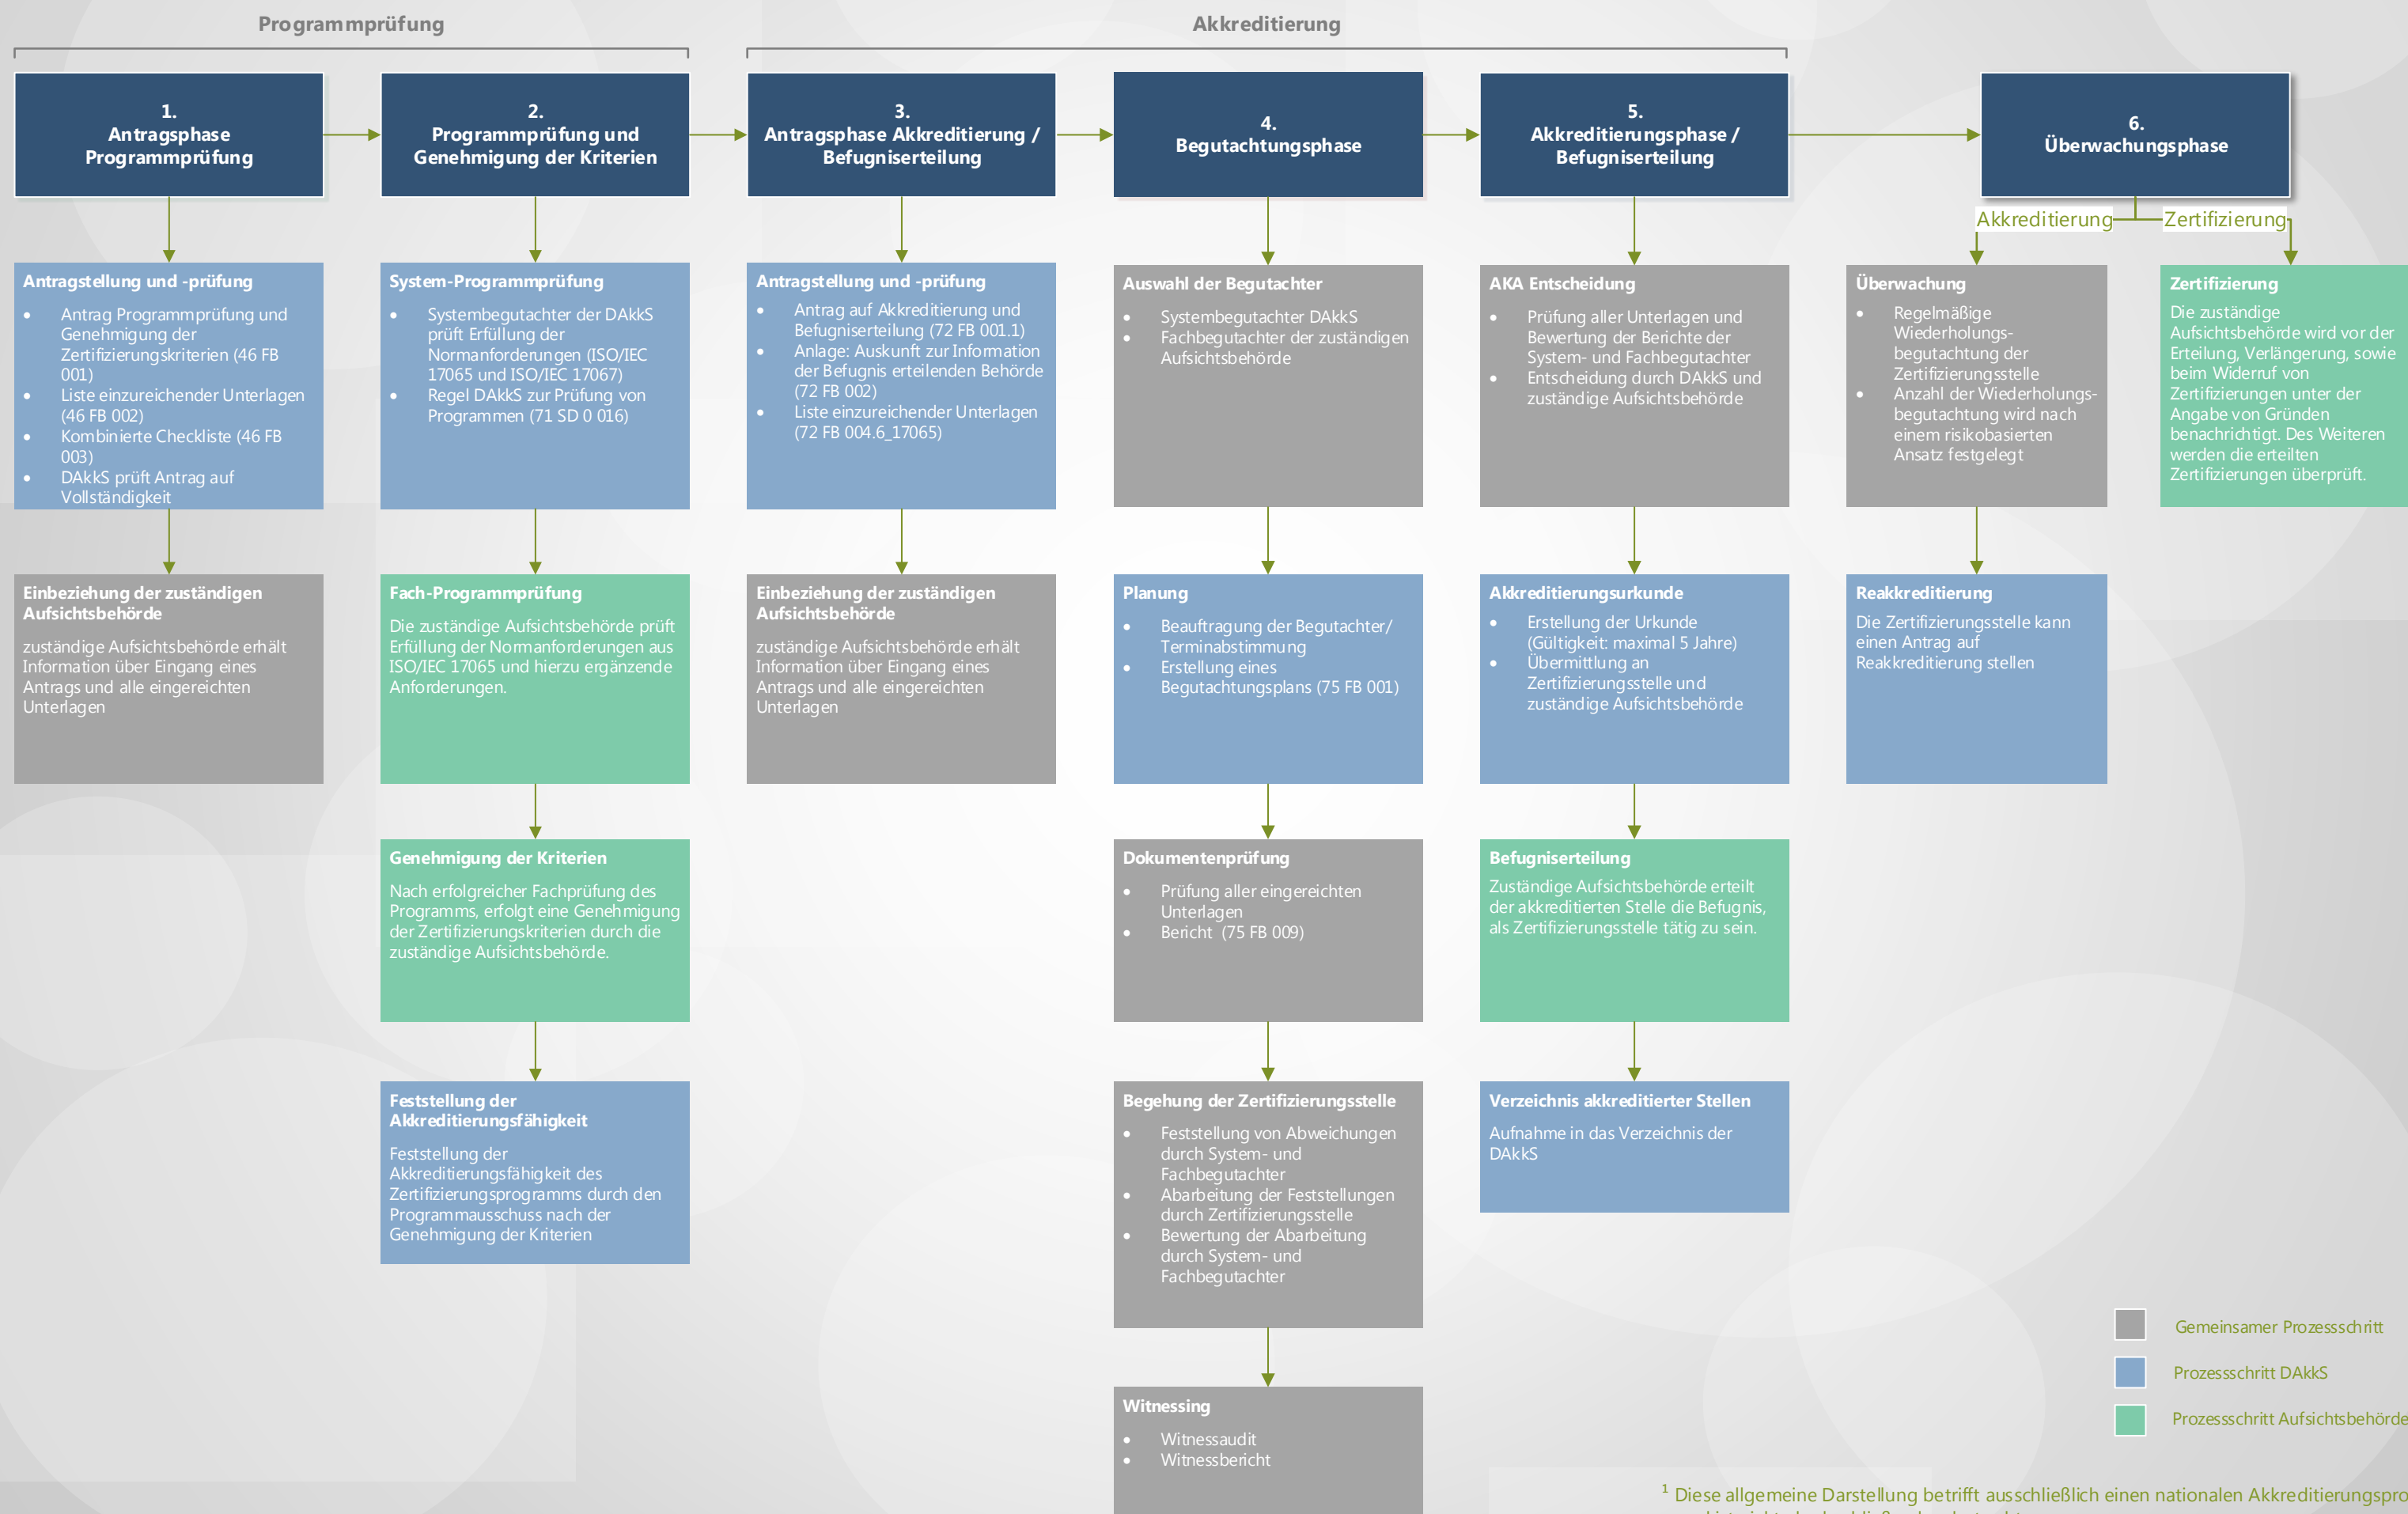 Programmprüfung
Akkreditierung
1.
Antragsphase
Programmprüfung
2.
Programmprüfung und
Genehmigung der Kriterien
3.
Antragsphase Akkreditierung /
Befugniserteilung
4.
Begutachtungsphase
5.
Akkreditierungsphase /
Befugniserteilung
6.
Überwachungsphase
Akkreditierung
Zertifizierung
Antragstellung und -prüfung
• Antrag Programmprüfung und
Genehmigung der
Zertifizierungskriterien (46 FB
001)
• Liste einzureichender Unterlagen
(46 FB 002)
• Kombinierte Checkliste (46 FB
003)
• DAkkS prüft Antrag auf
Vollständigkeit
Einbeziehung der zuständigen
Aufsichtsbehörde
zuständige Aufsichtsbehörde erhält
Information über Eingang eines
Antrags und alle eingereichten
Unterlagen
System-Programmprüfung
• Systembegutachter der DAkkS
prüft Erfüllung der
Normanforderungen (ISO/IEC
17065 und ISO/IEC 17067)
• Regel DAkkS zur Prüfung von
Programmen (71 SD 0 016)
Fach-Programmprüfung
Die zuständige Aufsichtsbehörde prüft
Erfüllung der Normanforderungen aus
ISO/IEC 17065 und hierzu ergänzende
Anforderungen.
Genehmigung der Kriterien
Nach erfolgreicher Fachprüfung des
Programms, erfolgt eine Genehmigung
der Zertifizierungskriterien durch die
zuständige Aufsichtsbehörde.
Feststellung der
Akkreditierungsfähigkeit
Feststellung der
Akkreditierungsfähigkeit des
Zertifizierungsprogramms durch den
Programmausschuss nach der
Genehmigung der Kriterien
Antragstellung und -prüfung
• Antrag auf Akkreditierung und
Befugniserteilung (72 FB 001.1)
• Anlage: Auskunft zur Information
der Befugnis erteilenden Behörde
(72 FB 002)
• Liste einzureichender Unterlagen
(72 FB 004.6_17065)
Einbeziehung der zuständigen
Aufsichtsbehörde
zuständige Aufsichtsbehörde erhält
Information über Eingang eines
Antrags und alle eingereichten
Unterlagen
Auswahl der Begutachter
• Systembegutachter DAkkS
• Fachbegutachter der zuständigen
Aufsichtsbehörde
Planung
• Beauftragung der Begutachter/
Terminabstimmung
• Erstellung eines
Begutachtungsplans (75 FB 001)
Dokumentenprüfung
• Prüfung aller eingereichten
Unterlagen
• Bericht (75 FB 009)
Begehung der Zertifizierungsstelle
• Feststellung von Abweichungen
durch System- und
Fachbegutachter
• Abarbeitung der Feststellungen
durch Zertifizierungsstelle
• Bewertung der Abarbeitung
durch System- und
Fachbegutachter
Witnessing
• Witnessaudit
• Witnessbericht
AKA Entscheidung
• Prüfung aller Unterlagen und
Bewertung der Berichte der
System- und Fachbegutachter
• Entscheidung durch DAkkS und
zuständige Aufsichtsbehörde
Akkreditierungsurkunde
• Erstellung der Urkunde
(Gültigkeit: maximal 5 Jahre)
• Übermittlung an
Zertifizierungsstelle und
zuständige Aufsichtsbehörde
Befugniserteilung
Zuständige Aufsichtsbehörde erteilt
der akkreditierten Stelle die Befugnis,
als Zertifizierungsstelle tätig zu sein.
Verzeichnis akkreditierter Stellen
Aufnahme in das Verzeichnis der
DAkkS
Überwachung
• Regelmäßige
Wiederholungs-
begutachtung der
Zertifizierungsstelle
• Anzahl der Wiederholungs-
begutachtung wird nach
einem risikobasierten
Ansatz festgelegt
Reakkreditierung
Die Zertifizierungsstelle kann
einen Antrag auf
Reakkreditierung stellen
Zertifizierung
Die zuständige
Aufsichtsbehörde wird vor der
Erteilung, Verlängerung, sowie
beim Widerruf von
Zertifizierungen unter der
Angabe von Gründen
benachrichtigt. Des Weiteren
werden die erteilten
Zertifizierungen überprüft.
Gemeinsamer Prozessschritt
Prozessschritt DAkkS
Prozessschritt Aufsichtsbehörde
1 Diese allgemeine Darstellung betrifft ausschließlich einen nationalen Akkreditierungspro